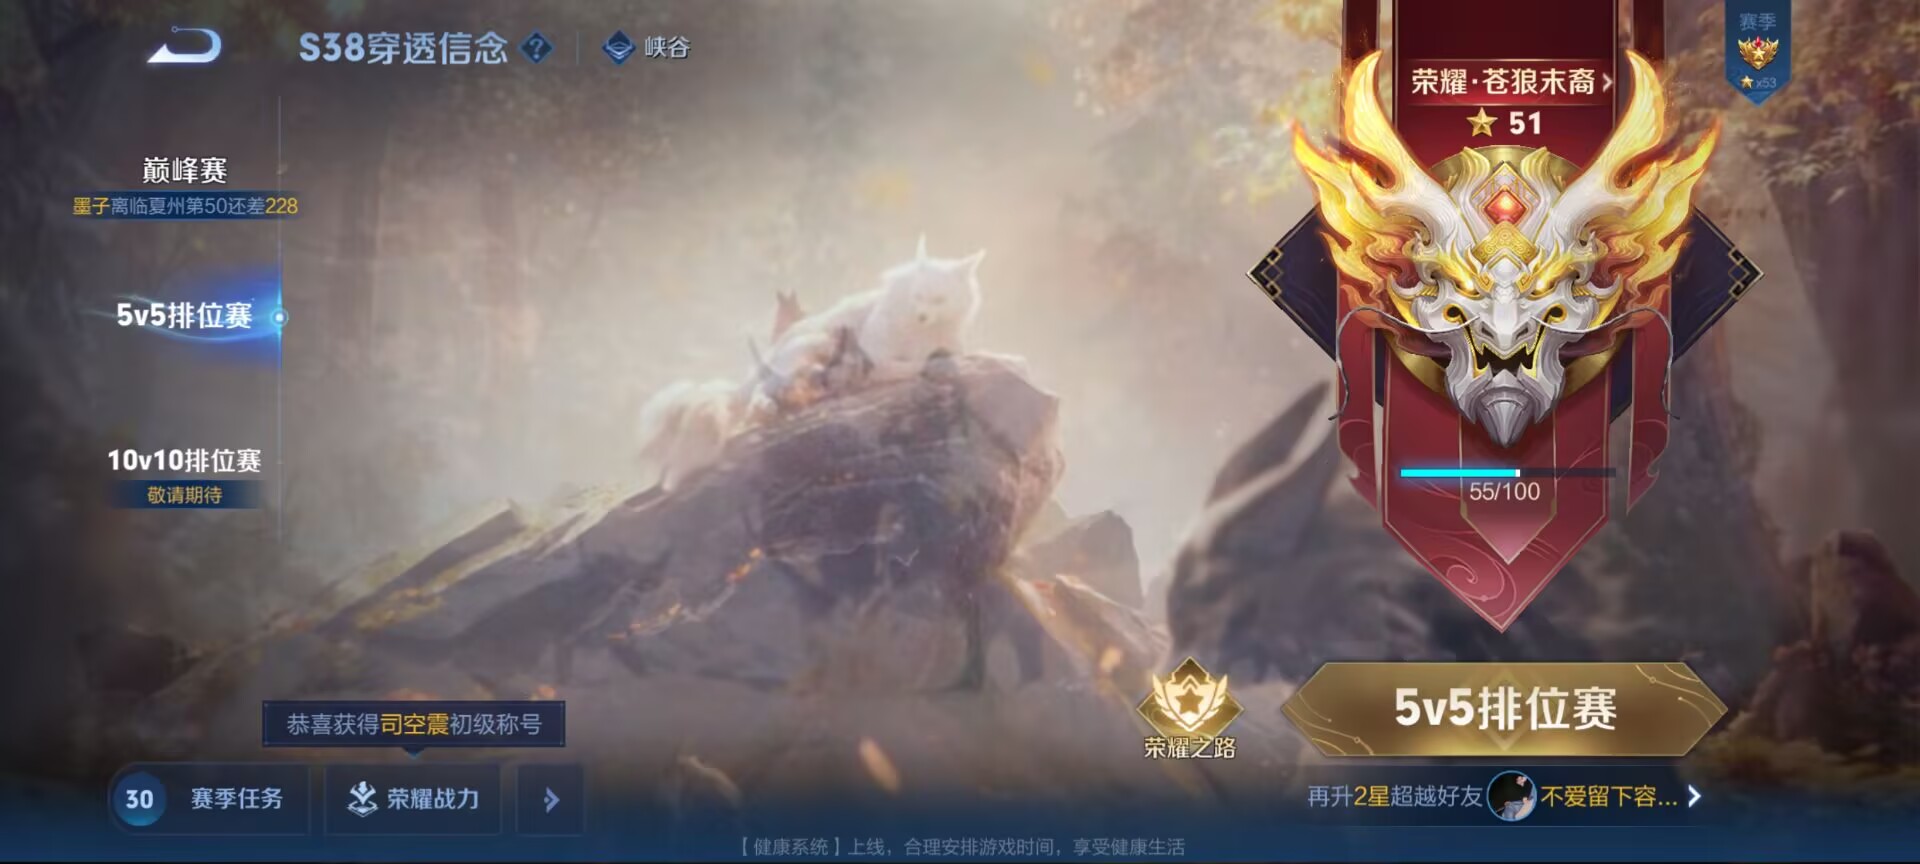 S38穿透信念
?
峡谷
巅峰赛
墨子离临夏州第50还差228
5v5排位赛
10v10排位赛
敬请期待
荣耀·苍狼末裔
51
赛季
x53
55/100
荣耀之路
5v5排位赛
再升2星超越好友 不爱留下容...
恭喜获得司空震初级称号
30 赛季任务
荣耀战力
【健康系统】上线，合理安排游戏时间，享受健康生活